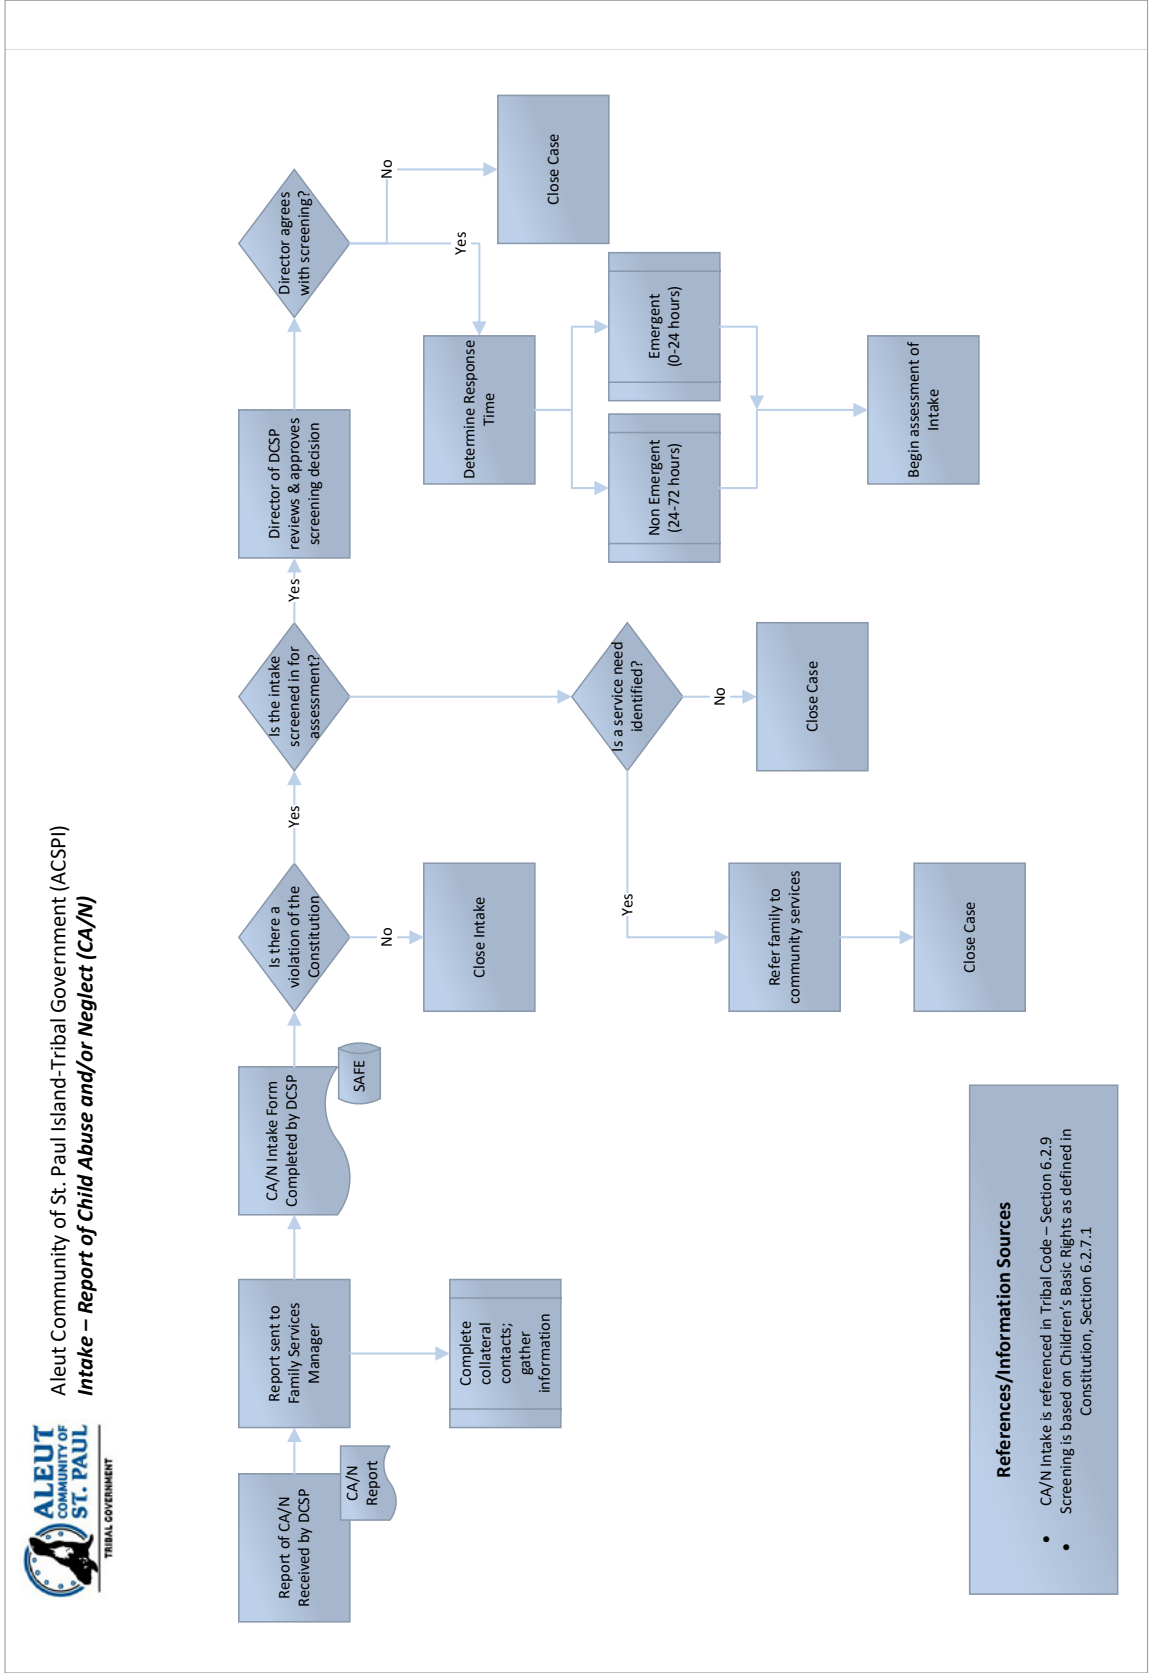 ALEUT
COMMUNITY OF
ST. PAUL
TRIBAL GOVERNMENT
Aleut Community of St. Paul Island-Tribal Government (ACSPI)
Intake – Report of Child Abuse and/or Neglect (CA/N)
Report of CA/N
Received by DCSP
CA/N
Report
Report sent to
Family Services
Manager
Complete
collateral
contacts;
gather
information
CA/N Intake Form
Completed by DCSP
SAFE
Is there a
violation of the
Constitution
No
Close Intake
Yes
Is the intake
screened in for
assessment?
Yes
Is a service need
identified?
Yes
Refer family to
community services
Close Case
No
Close Case
Director of DCSP
reviews & approves
screening decision
Director agrees
with screening?
No
Close Case
Yes
Determine Response
Time
Non Emergent
(24-72 hours)
Emergent
(0-24 hours)
Begin assessment of
Intake
References/Information Sources
• CA/N Intake is referenced in Tribal Code – Section 6.2.9
• Screening is based on Children's Basic Rights as defined in
Constitution, Section 6.2.7.1